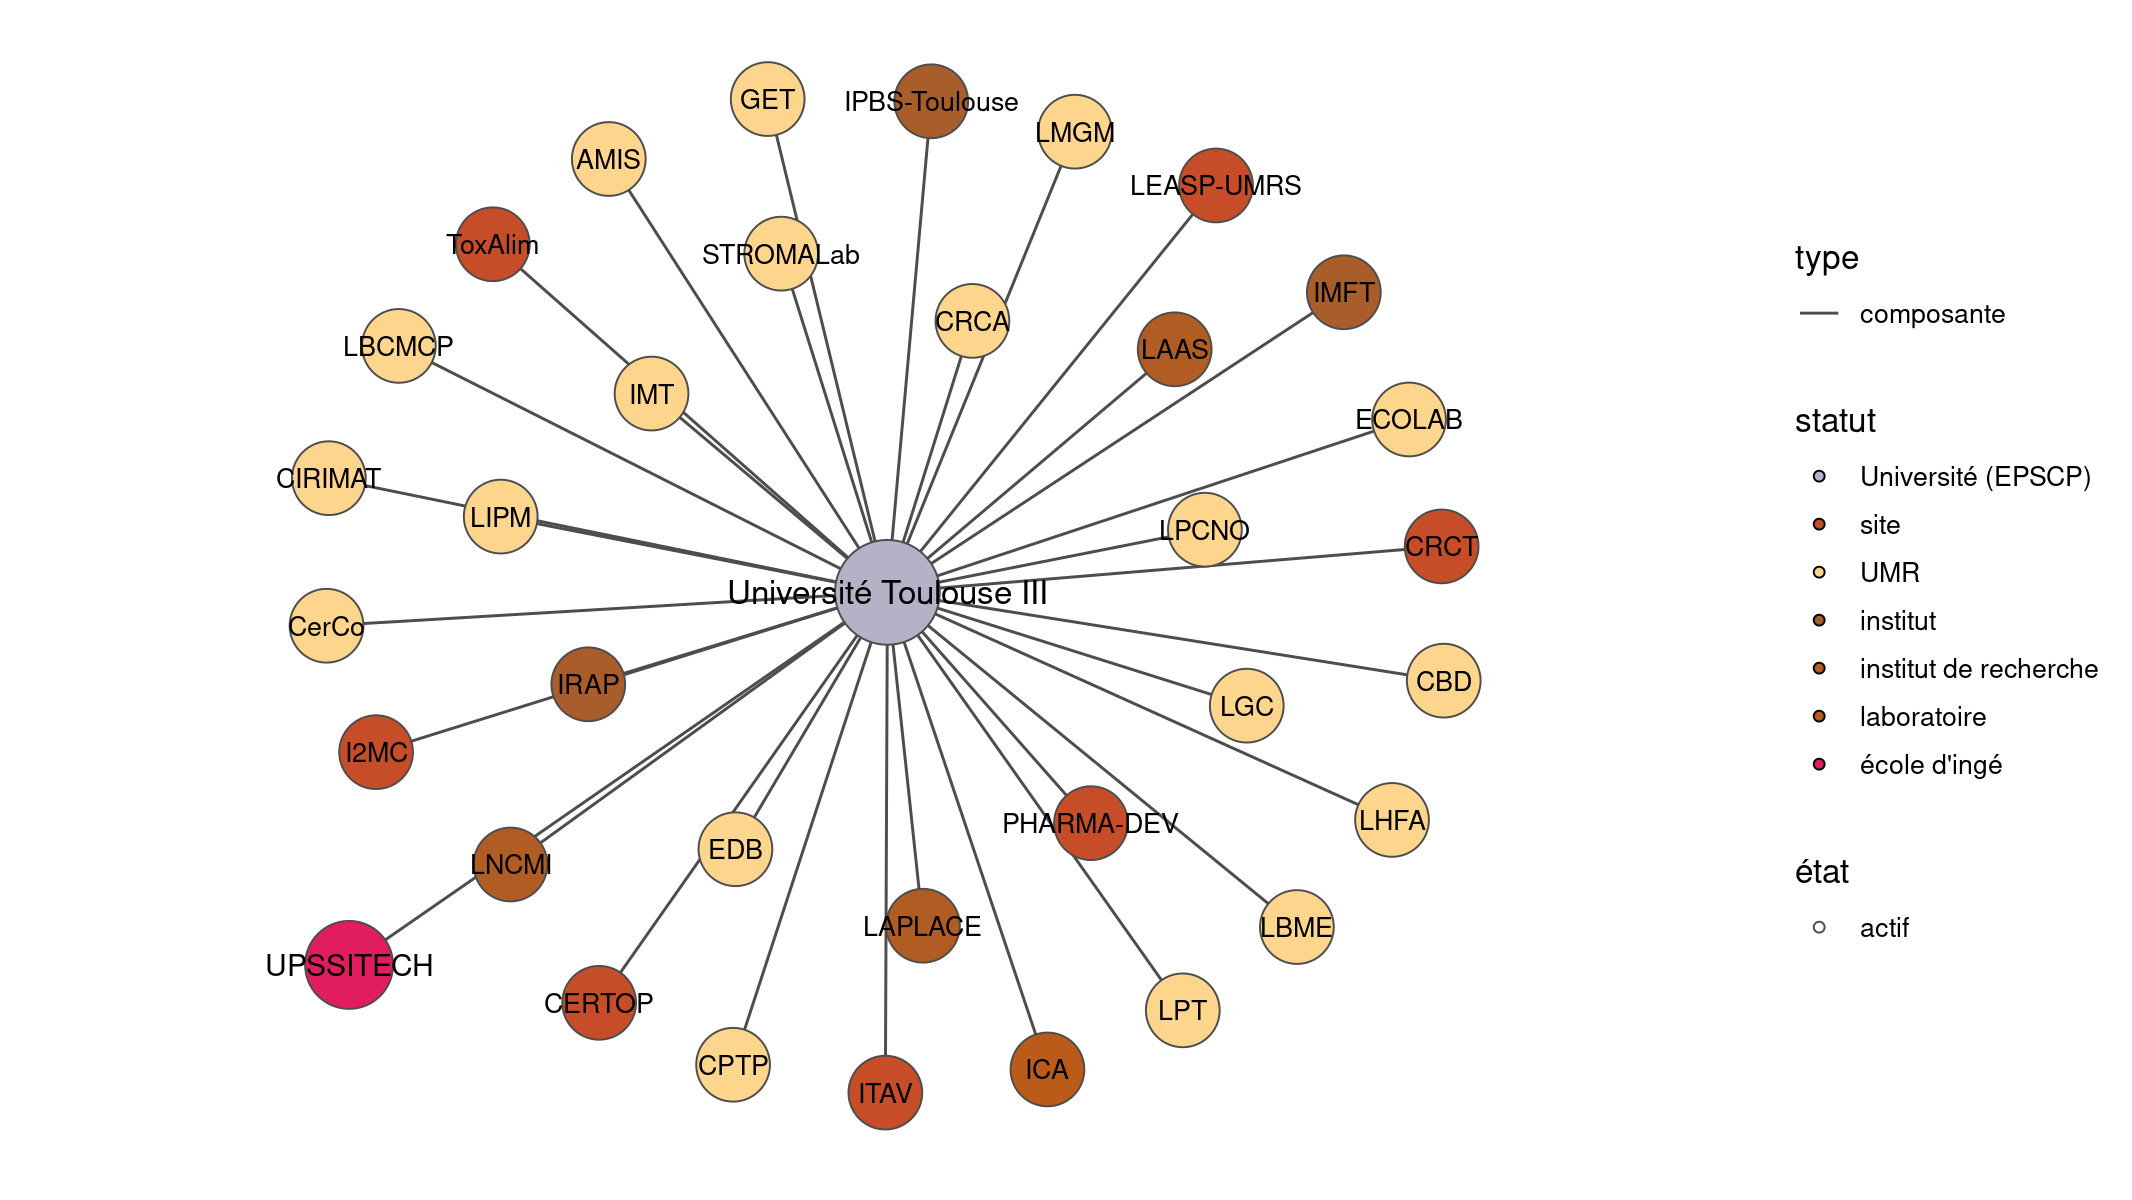 GET
IPBS-Toulouse
LMGM
AMIS
LEASP-UMRS
ToxAlim
STROMALab
IMFT
CRCA
LBCMCP
LAAS
IMT
ECOLAB
CIRIMAT
LIPM
LPCNO
CRCT
Université Toulouse III
CerCo
IRAP
CBD
LGC
I2MC
PHARMA-DEV
LHFA
EDB
LNCMI
LAPLACE
LBME
UPSSITECH
CERTOP
LPT
CPTP
ICA
ITAV
type
composante
statut
Université (EPSCP)
site
UMR
institut
institut de recherche
laboratoire
école d'ingé
état
actif